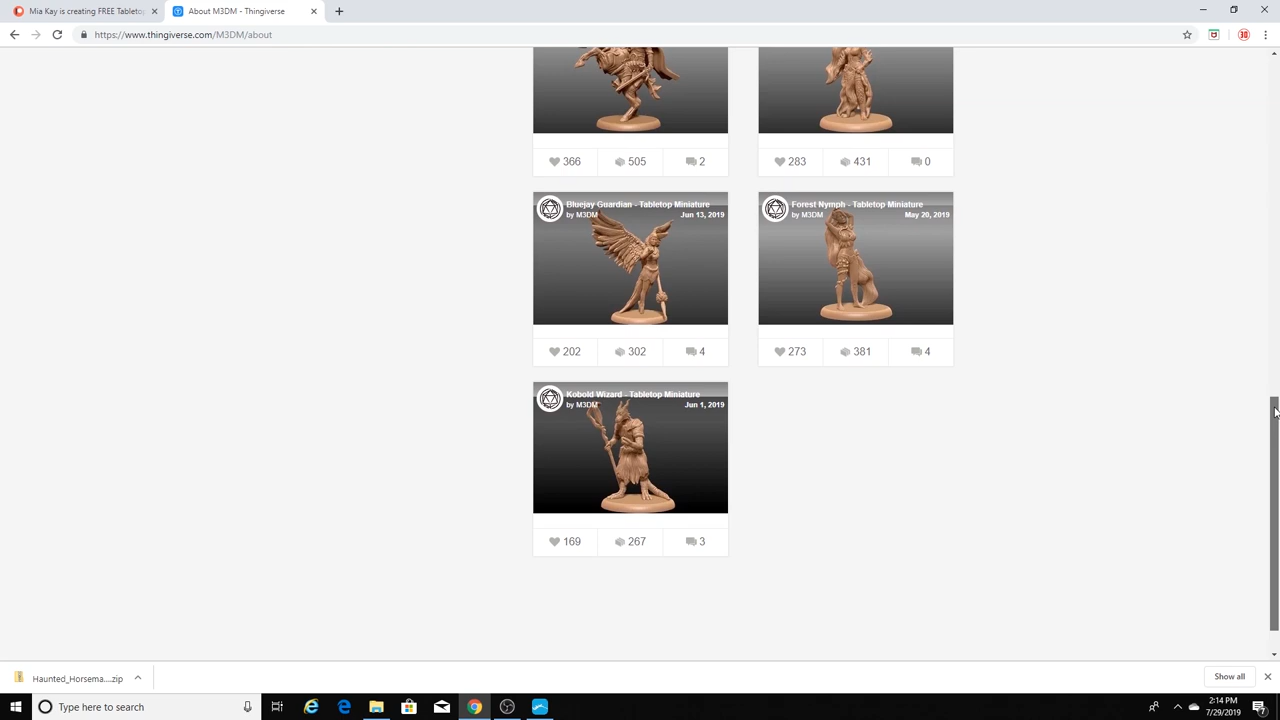 Mia Kay is creating FREE Tabletop
About M3DM - Thingiverse
https://www.thingiverse.com/M3DM/about
366 505 2
283 431 0
Bluejay Guardian - Tabletop Miniature
by M3DM Jun 13, 2019
Forest Nymph - Tabletop Miniature
by M3DM May 20, 2019
202 302 4
273 381 4
Kobold Wizard - Tabletop Miniature
by M3DM Jun 1, 2019
169 267 3
Haunted_Horsema....zip
Show all
Type here to search
2:14 PM
7/29/2019